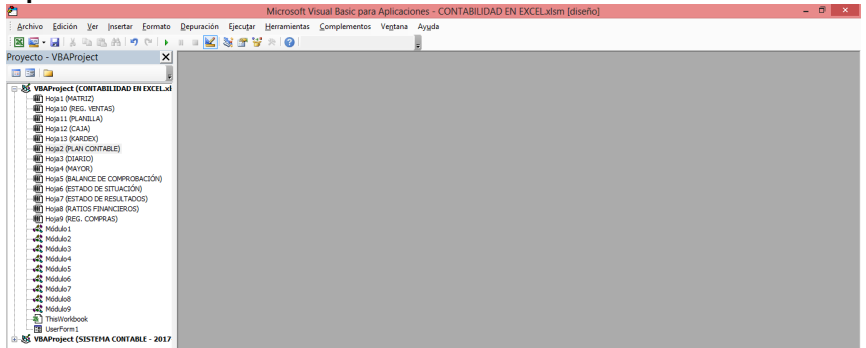 Microsoft Visual Basic para Aplicaciones - CONTABILIDAD EN EXCEL.xlsm [diseño]
Archivo Edición Ver Insertar Formato Depuración Ejecutar Herramientas Complementos Ventana Ayuda
Proyecto - VBAProject
VBAProject (CONTABILIDAD EN EXCEL.xl
Hoja1 (MATRIZ)
Hoja10 (REG. VENTAS)
Hoja11 (PLANILLA)
Hoja12 (CAJA)
Hoja13 (KARDEX)
Hoja2 (PLAN CONTABLE)
Hoja3 (DIARIO)
Hoja4 (MAYOR)
Hoja5 (BALANCE DE COMPROBACIÓN)
Hoja6 (ESTADO DE SITUACIÓN)
Hoja7 (ESTADO DE RESULTADOS)
Hoja8 (RATIOS FINANCIEROS)
Hoja9 (REG. COMPRAS)
Módulo1
Módulo2
Módulo3
Módulo4
Módulo5
Módulo6
Módulo7
Módulo8
Módulo9
ThisWorkbook
UserForm1
VBAProject (SISTEMA CONTABLE - 2017